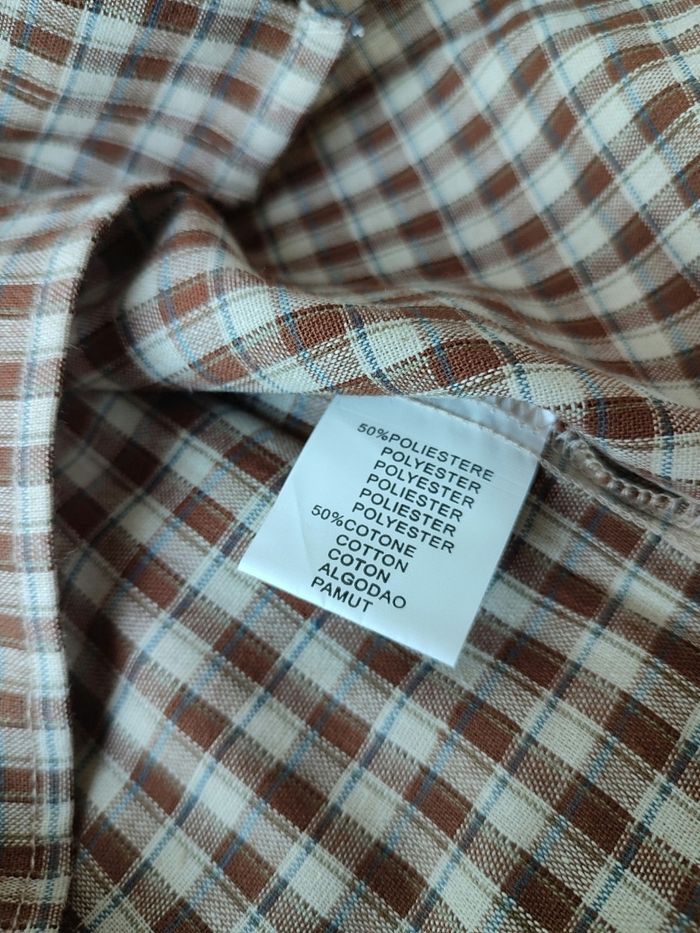 50%POLIESTERE
POLYESTER
POLYESTER
POLIESTER
POLIESTER
POLYESTER
50%COTONE
COTTON
COTON
ALGODAO
PAMUT